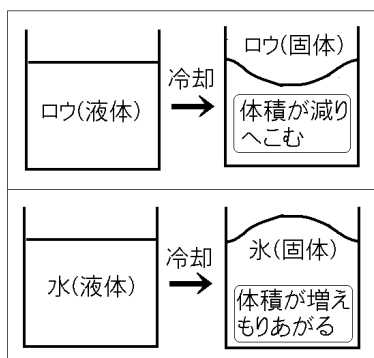 ロウ(固体)
冷却
ロウ(液体)
体積が減り
へこむ
冷却
氷(固体)
水(液体)
体積が増え
もりあがる